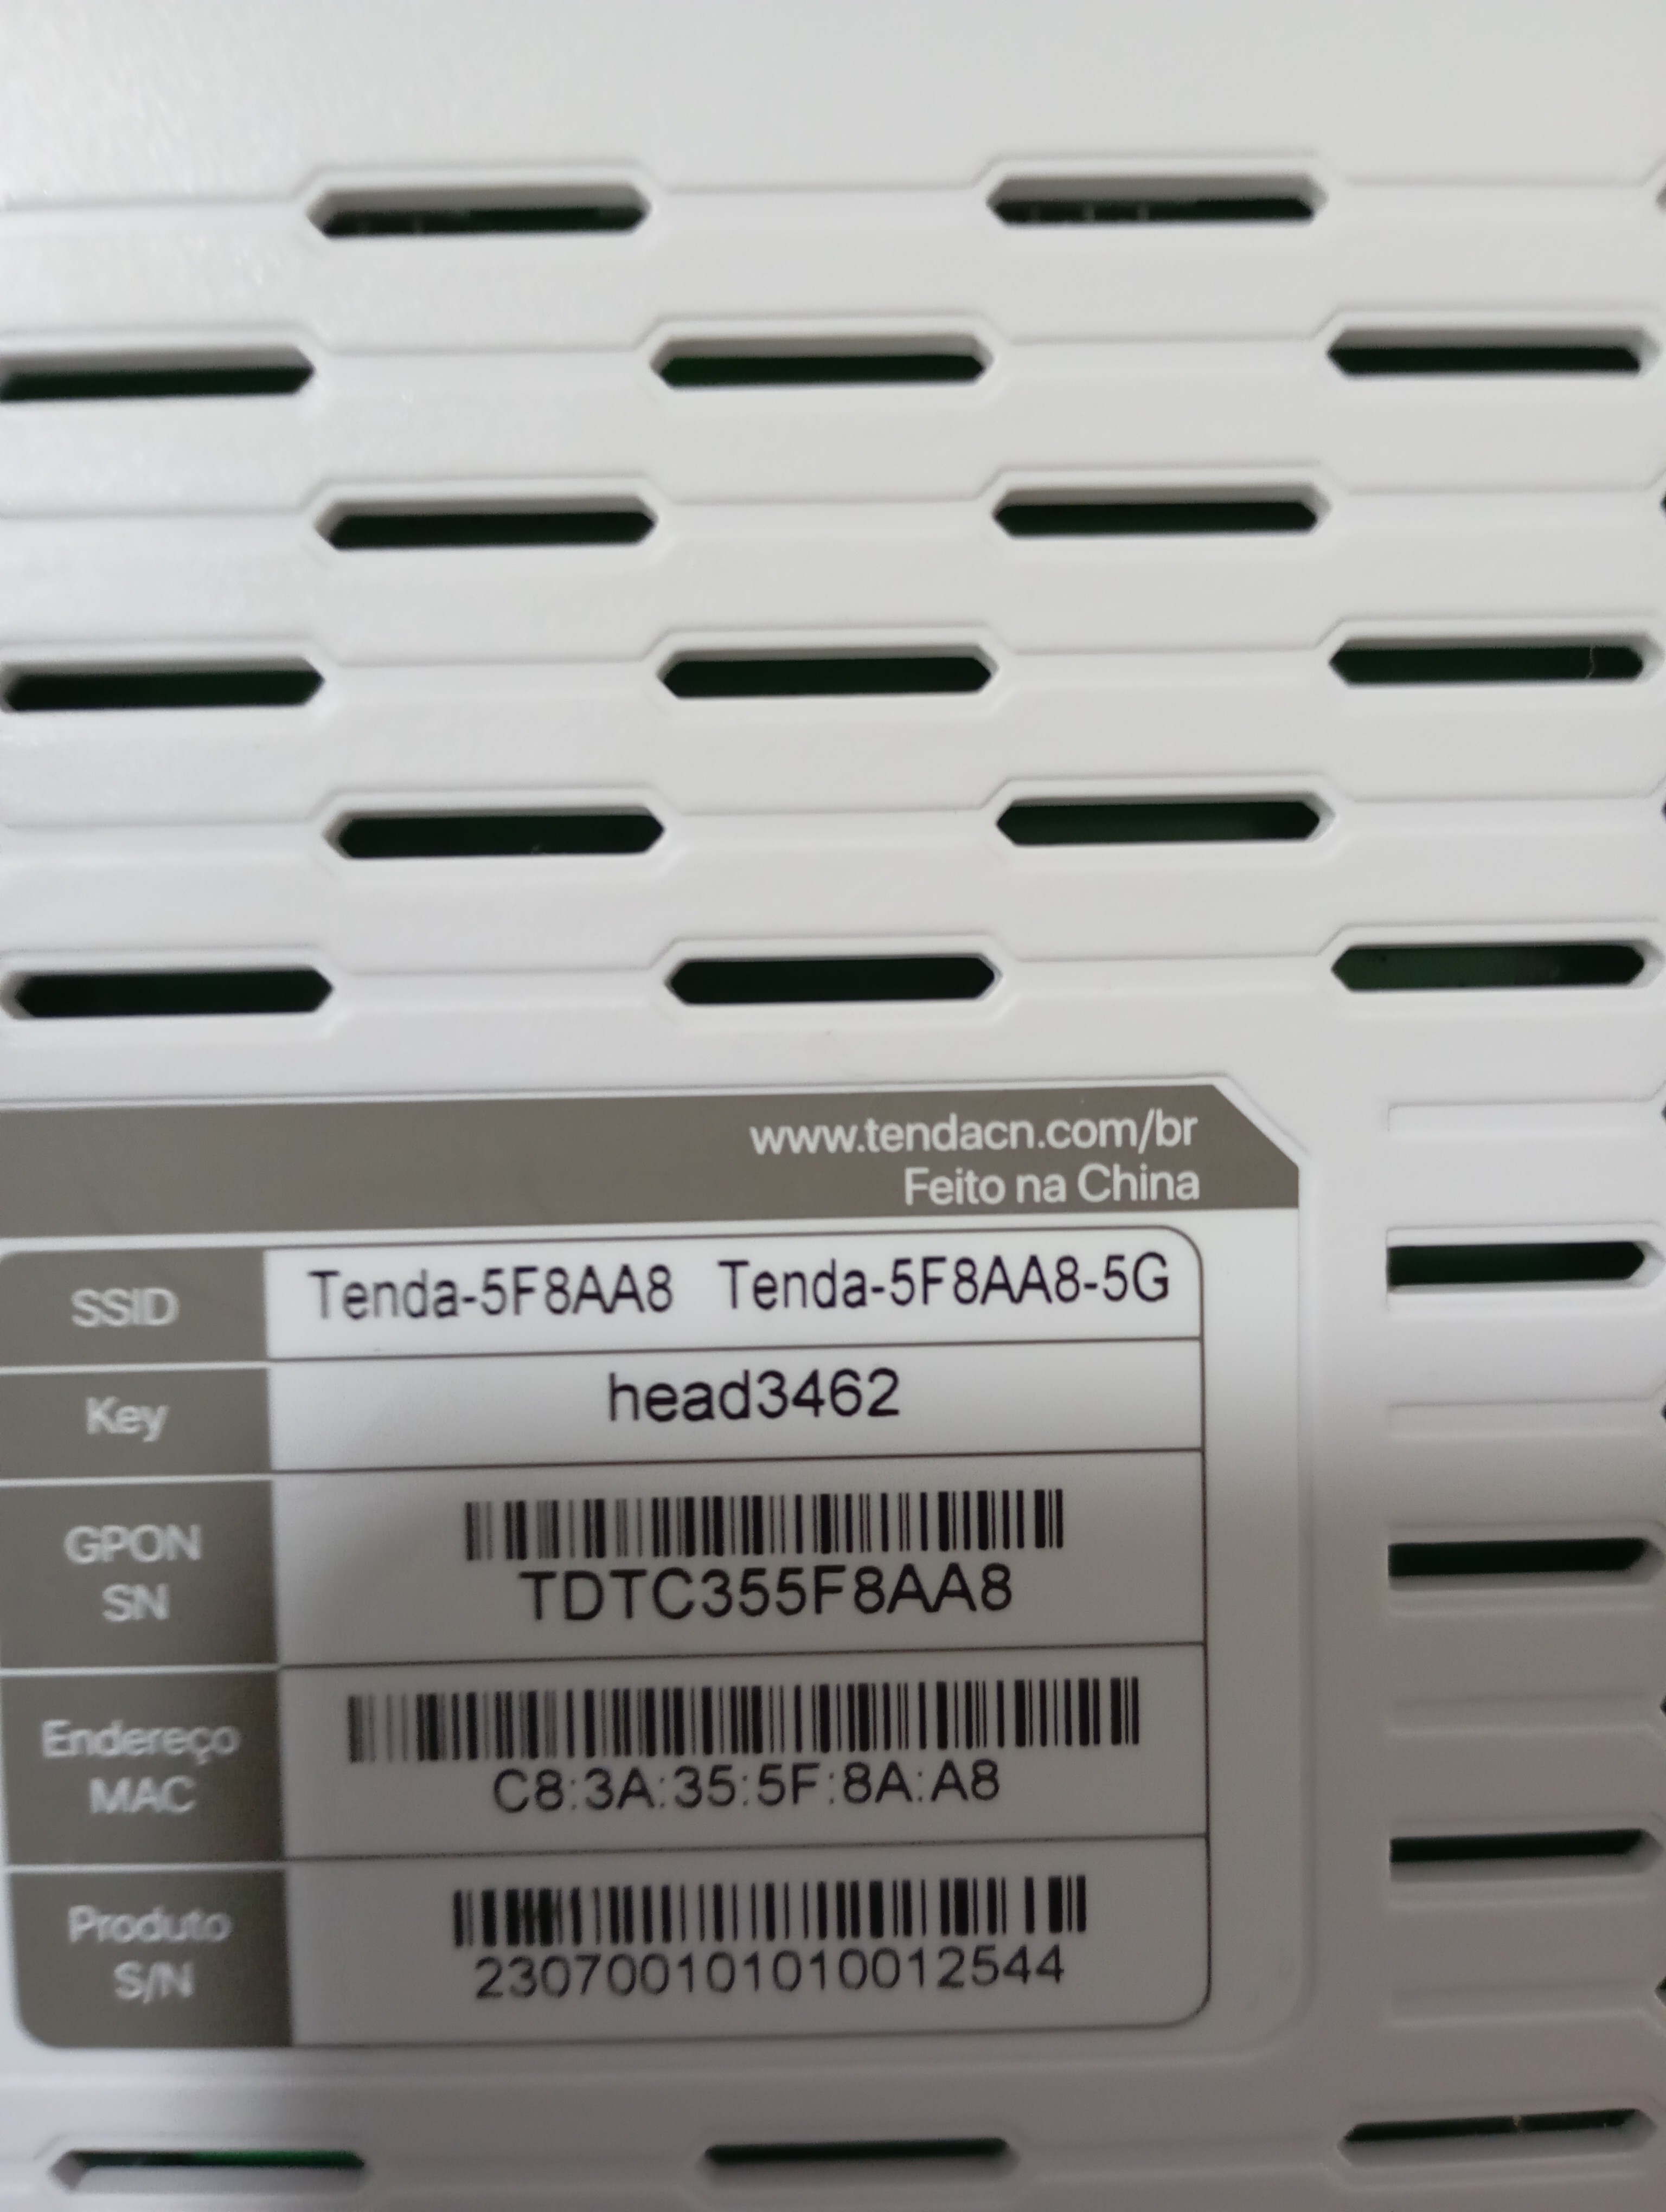 www.tendacn.com/br
Feito na China
SSID Tenda-5F8AA8 Tenda-5F8AA8-5G
Key head3462
GPON SN TDTC355F8AA8
Endereço MAC C8:3A:35:5F:8A:A8
Produto S/N 230700101010012544